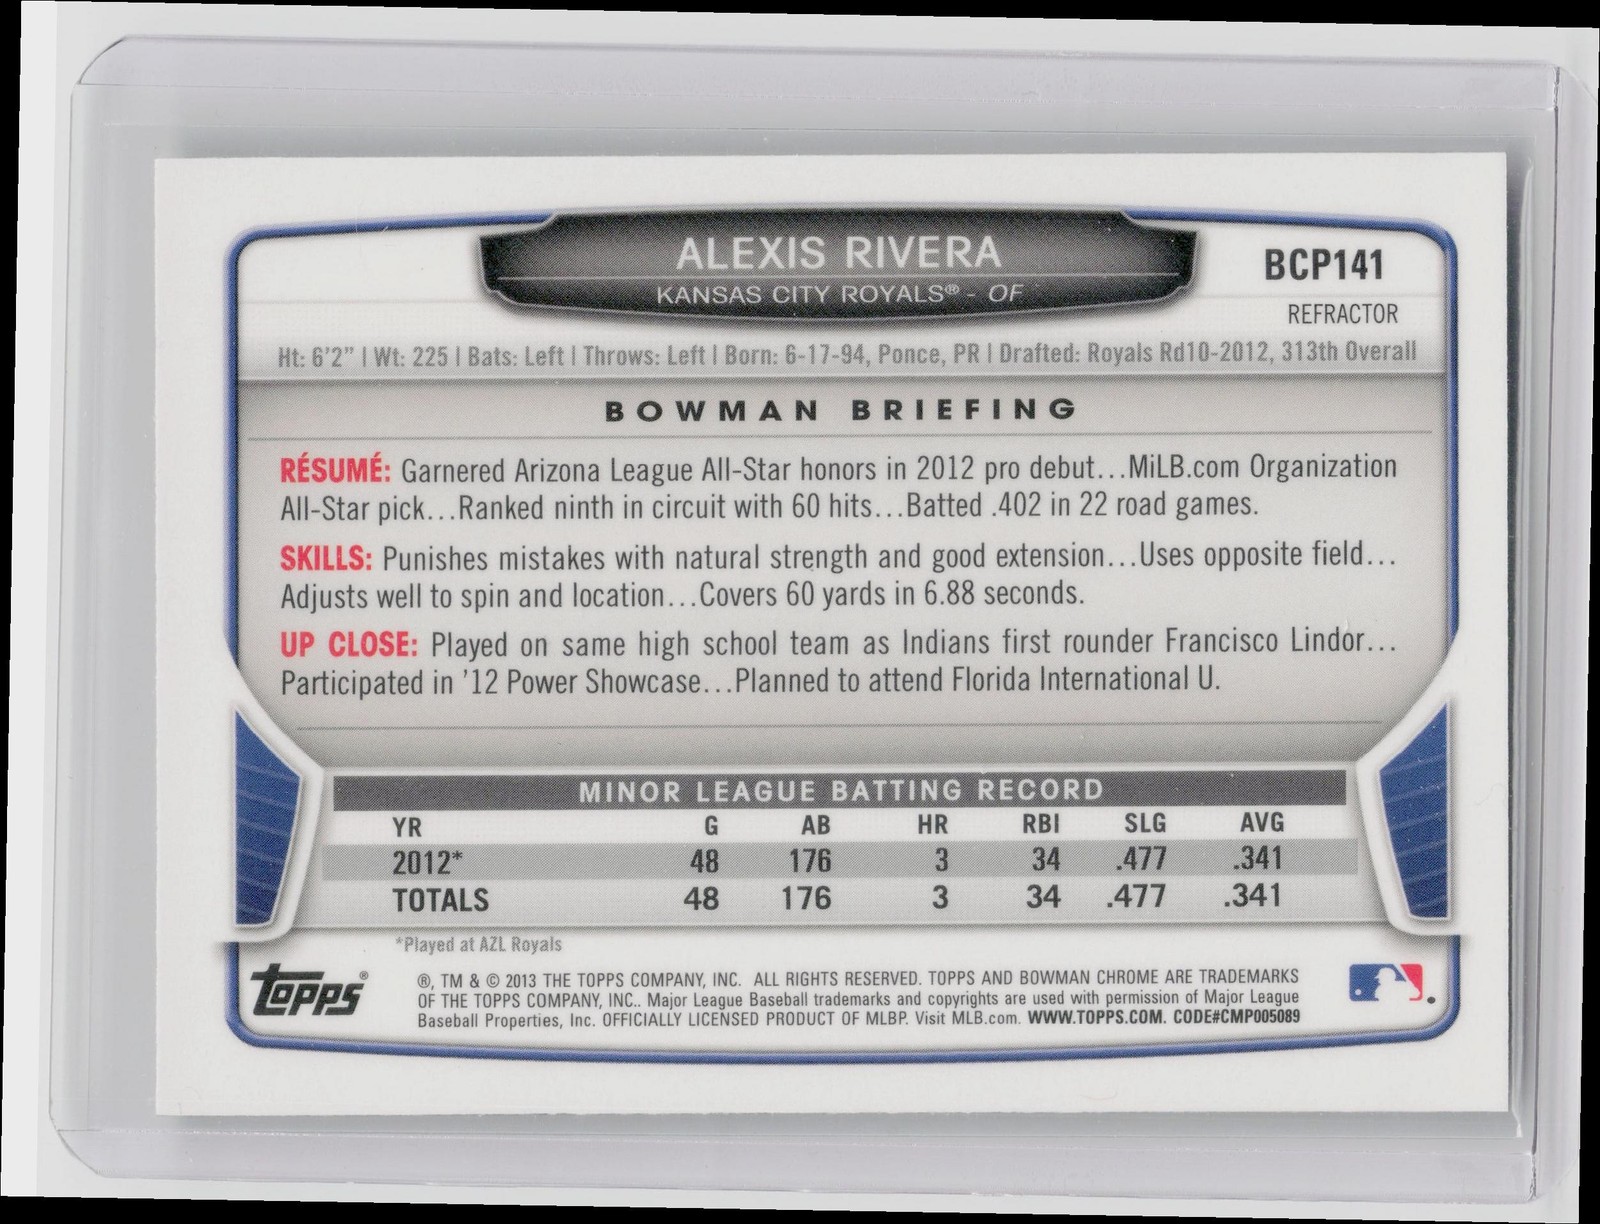 ALEXIS RIVERA
KANSAS CITY ROYALS® - OF
BCP141
REFRACTOR
Ht: 6'2" | Wt: 225 | Bats: Left | Throws: Left | Born: 6-17-94, Ponce, PR | Drafted: Royals Rd10-2012, 313th Overall
BOWMAN BRIEFING
RÉSUMÉ: Garnered Arizona League All-Star honors in 2012 pro debut...MiLB.com Organization
All-Star pick...Ranked ninth in circuit with 60 hits...Batted .402 in 22 road games.
SKILLS: Punishes mistakes with natural strength and good extension...Uses opposite field...
Adjusts well to spin and location...Covers 60 yards in 6.88 seconds.
UP CLOSE: Played on same high school team as Indians first rounder Francisco Lindor...
Participated in '12 Power Showcase...Planned to attend Florida International U.
MINOR LEAGUE BATTING RECORD
YR G AB HR RBI SLG AVG
2012* 48 176 3 34 .477 .341
TOTALS 48 176 3 34 .477 .341
*Played at AZL Royals
topps®
®, TM & © 2013 THE TOPPS COMPANY, INC. ALL RIGHTS RESERVED. TOPPS AND BOWMAN CHROME ARE TRADEMARKS
OF THE TOPPS COMPANY, INC.. Major League Baseball trademarks and copyrights are used with permission of Major League
Baseball Properties, Inc. OFFICIALLY LICENSED PRODUCT OF MLBP. Visit MLB.com. WWW.TOPPS.COM. CODE#CMP005089